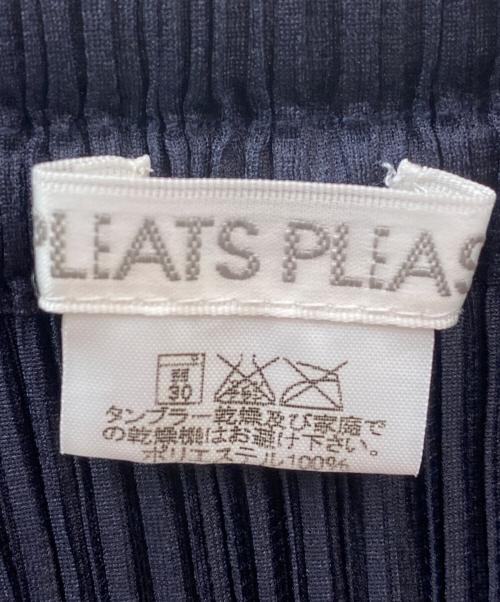 PLEATS PLEAS
30
タンブラー乾燥及び家庭で
の乾燥機はお避け下さい。
ポリエステル100%